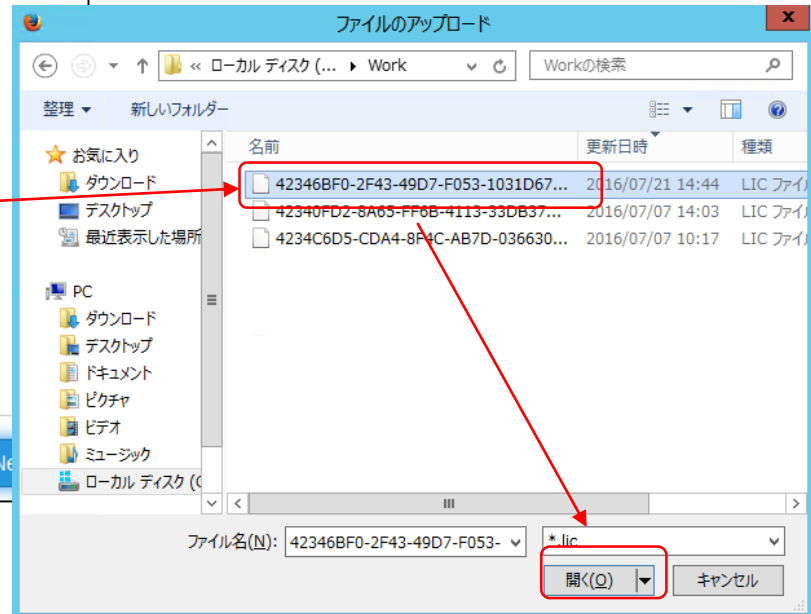 ファイルのアップロード
x
« ローカル ディスク (... ▸ Work
Workの検索
整理 ▼
新しいフォルダー
名前
更新日時
種類
42346BF0-2F43-49D7-F053-1031D67...
2016/07/21 14:44
LIC ファイ
42340FD2-8A65-FF6B-4113-33DB37...
2016/07/07 14:03
LIC ファイ
4234C6D5-CDA4-8F4C-AB7D-036630...
2016/07/07 10:17
LIC ファイ
お気に入り
ダウンロード
デスクトップ
最近表示した場所
PC
ダウンロード
デスクトップ
ドキュメント
ピクチャ
ビデオ
ミュージック
ローカル ディスク (C
Ne
ファイル名(N):
42346BF0-2F43-49D7-F053-
*.lic
開く(O)
キャンセル